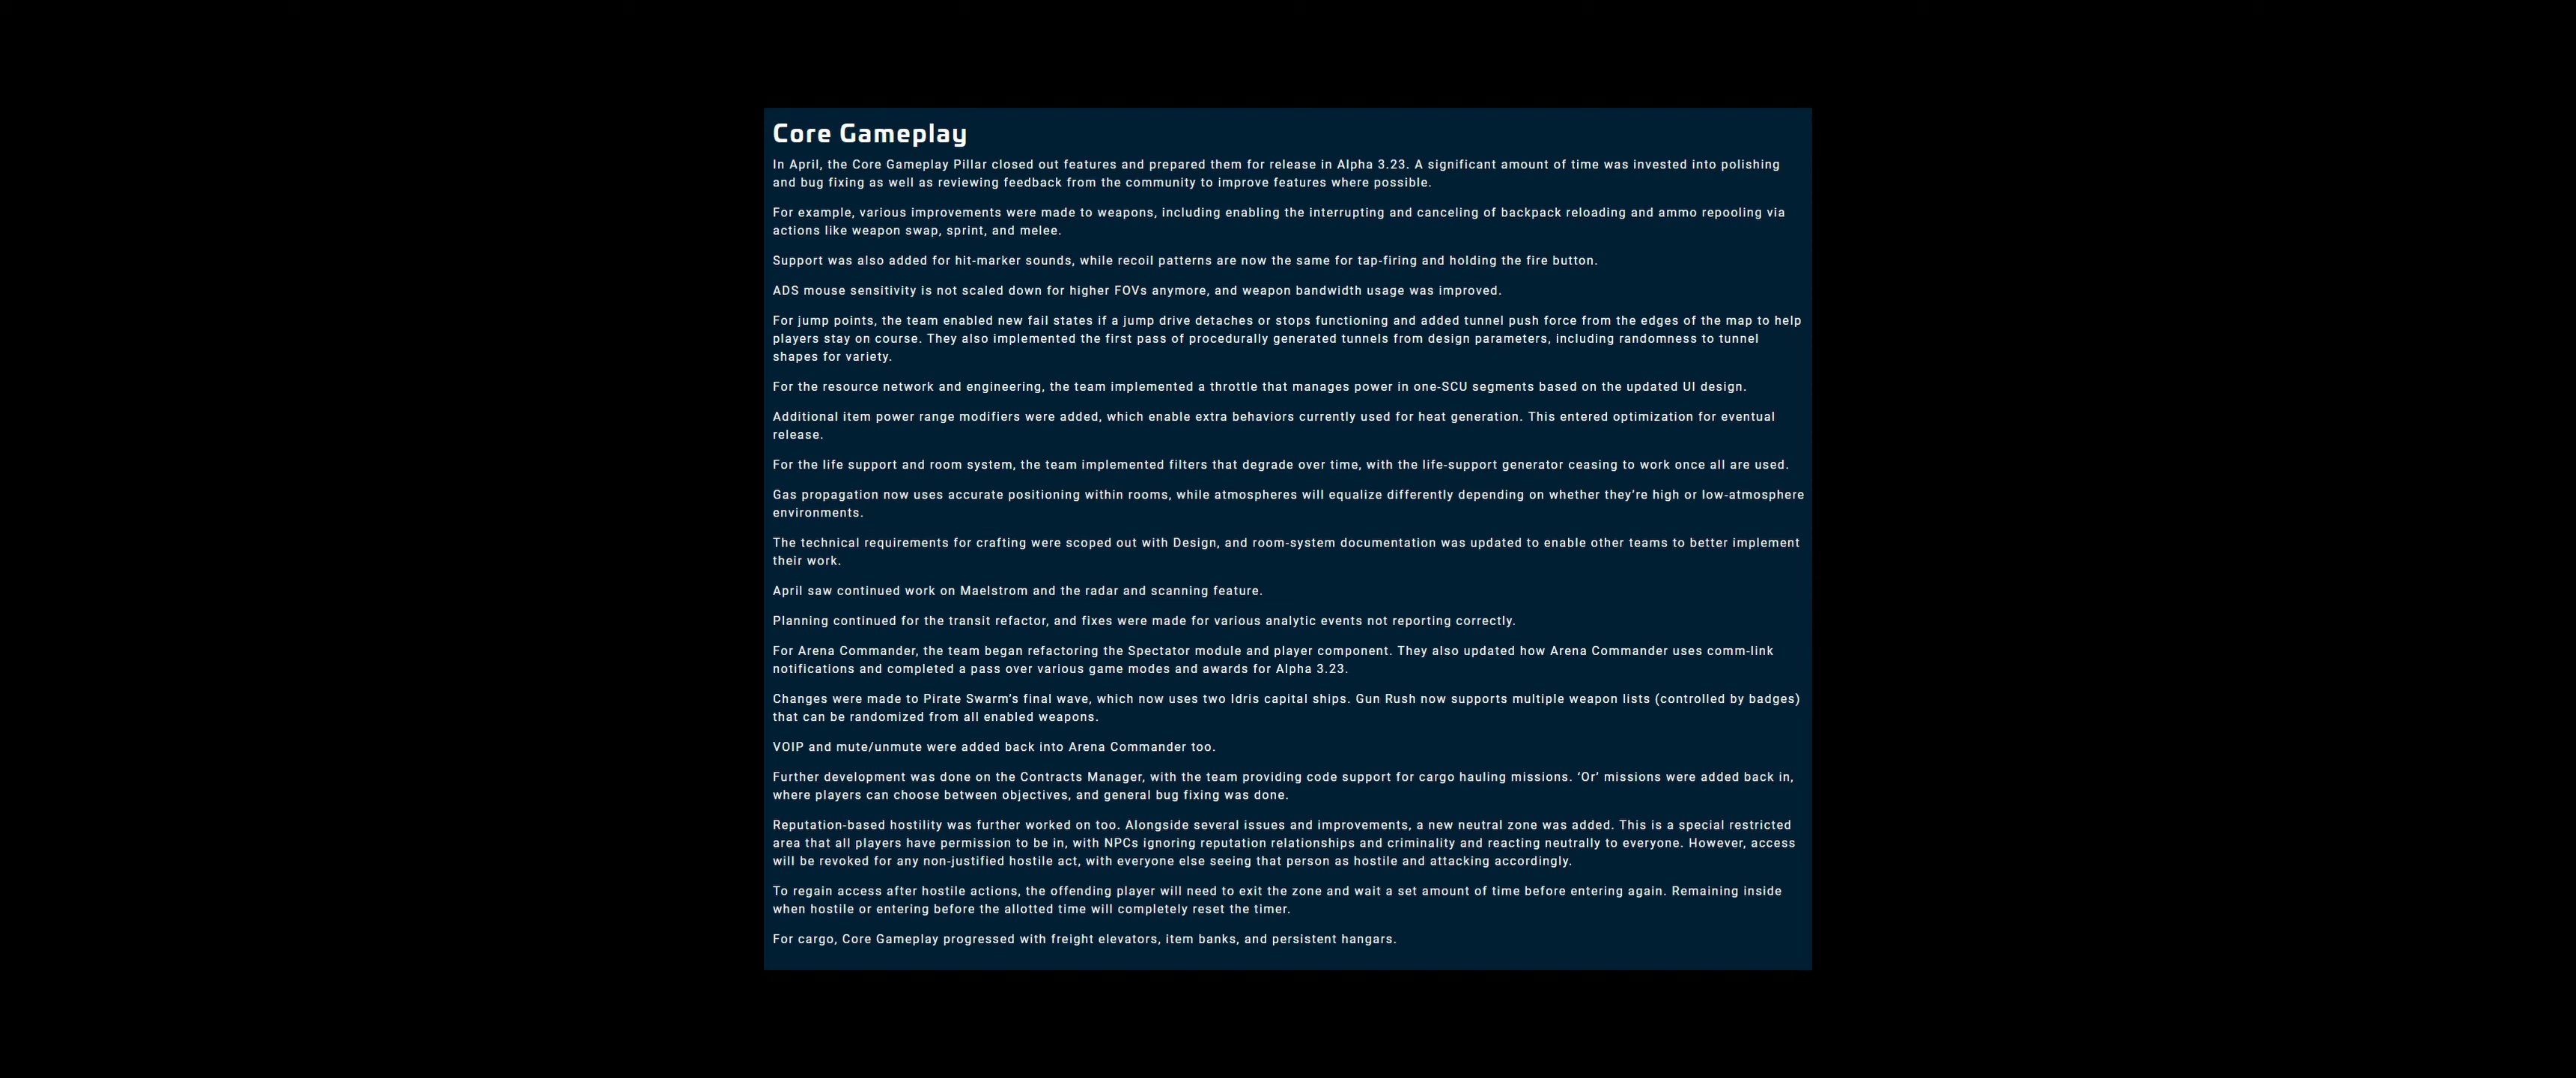 Core Gameplay
In April, the Core Gameplay Pillar closed out features and prepared them for release in Alpha 3.23. A significant amount of time was invested into polishing
and bug fixing as well as reviewing feedback from the community to improve features where possible.
For example, various improvements were made to weapons, including enabling the interrupting and canceling of backpack reloading and ammo repooling via
actions like weapon swap, sprint, and melee.
Support was also added for hit-marker sounds, while recoil patterns are now the same for tap-firing and holding the fire button.
ADS mouse sensitivity is not scaled down for higher FOVs anymore, and weapon bandwidth usage was improved.
For jump points, the team enabled new fail states if a jump drive detaches or stops functioning and added tunnel push force from the edges of the map to help
players stay on course. They also implemented the first pass of procedurally generated tunnels from design parameters, including randomness to tunnel
shapes for variety.
For the resource network and engineering, the team implemented a throttle that manages power in one-SCU segments based on the updated UI design.
Additional item power range modifiers were added, which enable extra behaviors currently used for heat generation. This entered optimization for eventual
release.
For the life support and room system, the team implemented filters that degrade over time, with the life-support generator ceasing to work once all are used.
Gas propagation now uses accurate positioning within rooms, while atmospheres will equalize differently depending on whether they’re high or low-atmosphere
environments.
The technical requirements for crafting were scoped out with Design, and room-system documentation was updated to enable other teams to better implement
their work.
April saw continued work on Maelstrom and the radar and scanning feature.
Planning continued for the transit refactor, and fixes were made for various analytic events not reporting correctly.
For Arena Commander, the team began refactoring the Spectator module and player component. They also updated how Arena Commander uses comm-link
notifications and completed a pass over various game modes and awards for Alpha 3.23.
Changes were made to Pirate Swarm’s final wave, which now uses two Idris capital ships. Gun Rush now supports multiple weapon lists (controlled by badges)
that can be randomized from all enabled weapons.
VOIP and mute/unmute were added back into Arena Commander too.
Further development was done on the Contracts Manager, with the team providing code support for cargo hauling missions. ‘Or’ missions were added back in,
where players can choose between objectives, and general bug fixing was done.
Reputation-based hostility was further worked on too. Alongside several issues and improvements, a new neutral zone was added. This is a special restricted
area that all players have permission to be in, with NPCs ignoring reputation relationships and criminality and reacting neutrally to everyone. However, access
will be revoked for any non-justified hostile act, with everyone else seeing that person as hostile and attacking accordingly.
To regain access after hostile actions, the offending player will need to exit the zone and wait a set amount of time before entering again. Remaining inside
when hostile or entering before the allotted time will completely reset the timer.
For cargo, Core Gameplay progressed with freight elevators, item banks, and persistent hangars.